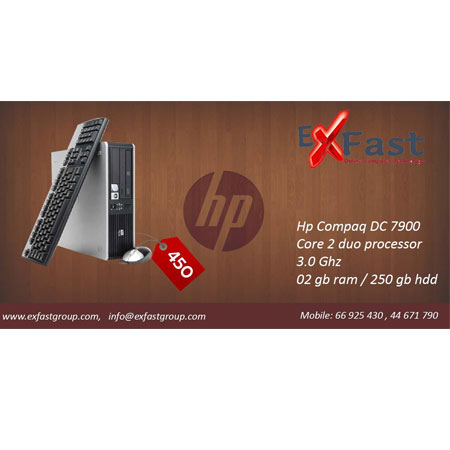 EXFast
hp
Hp Compaq DC 7900
Core 2 duo processor
3.0 Ghz
02 gb ram / 250 gb hdd
450
www.exfastgroup.com, info@exfastgroup.com
Mobile: 66 925 430 , 44 671 790